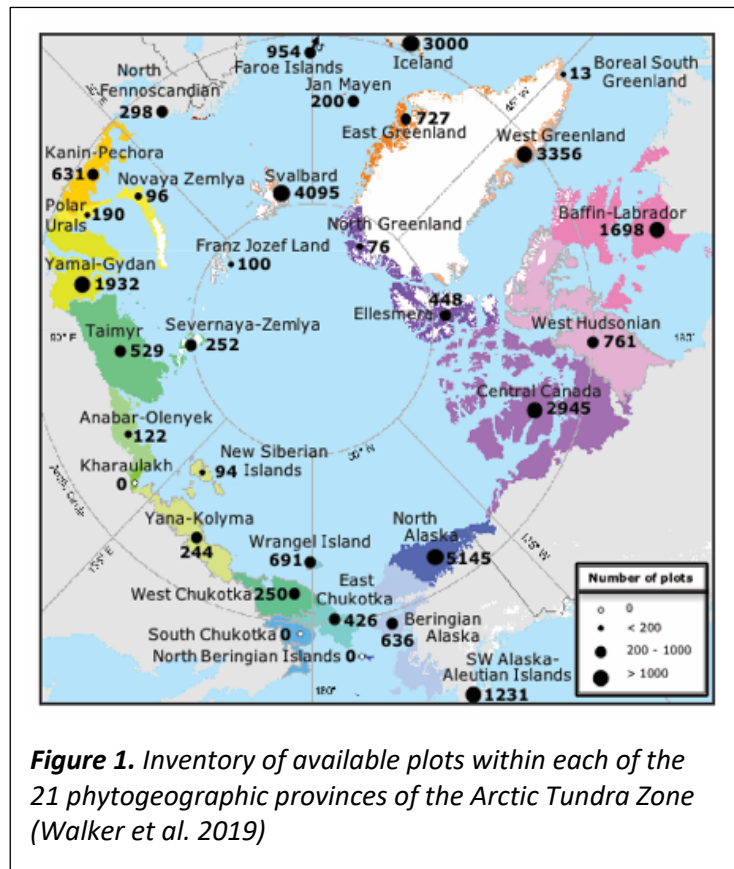 954
Faroe Islands
3000
Iceland
13
Boreal South
Greenland
North
Fennoscandian
298
Jan Mayen
200
727
East Greenland
45° W
West Greenland
3356
Kanin-Pechora
631
Novaya Zemlya
96
Svalbard
4095
Polar
Urals
190
Baffin-Labrador
1698
North Greenland
76
Franz Jozef Land
100
Yamal-Gydan
1932
448
Ellesmere
Taimyr
529
Severnaya-Zemlya
252
West Hudsonian
761
Central Canada
2945
Anabar-Olenyek
122
Kharaulakh
0
New Siberian
Islands
94
Arctic Circle
Yana-Kolyma
244
135° E
North
Alaska
5145
135° W
Wrangel Island
691
West Chukotka
250
East
Chukotka
426
South Chukotka
0
North Beringian Islands
0
Beringian
Alaska
636
SW Alaska-
Aleutian Islands
1231
180°
Number of plots
0
< 200
200 - 1000
> 1000
Figure 1. Inventory of available plots within each of the
21 phytogeographic provinces of the Arctic Tundra Zone
(Walker et al. 2019)